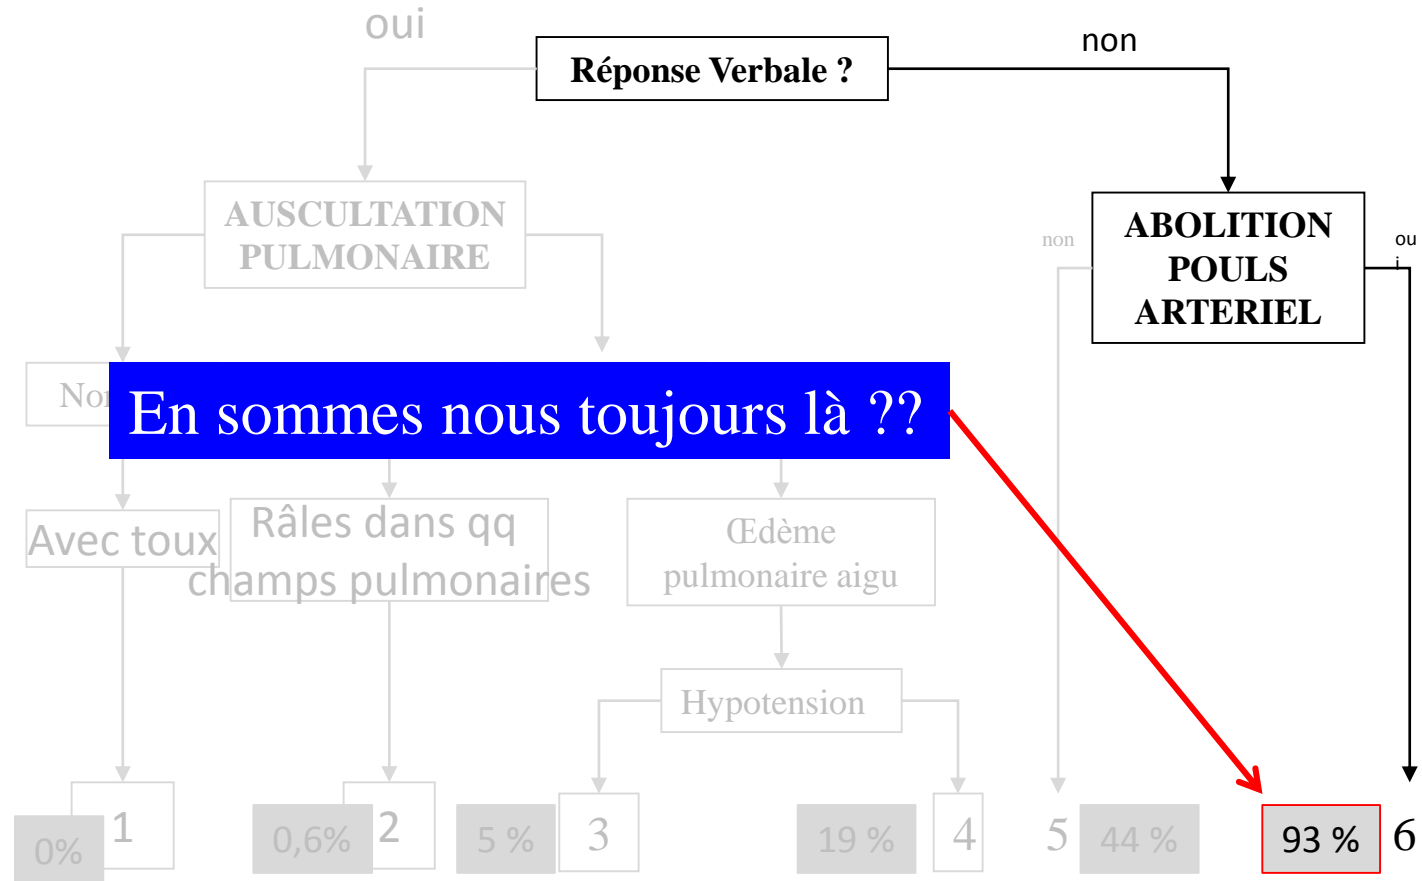 oui
Réponse Verbale ?
non
AUSCULTATION
PULMONAIRE
non
ABOLITION
POULS
ARTERIEL
ou
i
En sommes nous toujours là ??
Avec toux
Râles dans qq
champs pulmonaires
Œdème
pulmonaire aigu
Hypotension
0%
1
0,6%
2
5 %
3
19 %
4
5
44 %
93 %
6